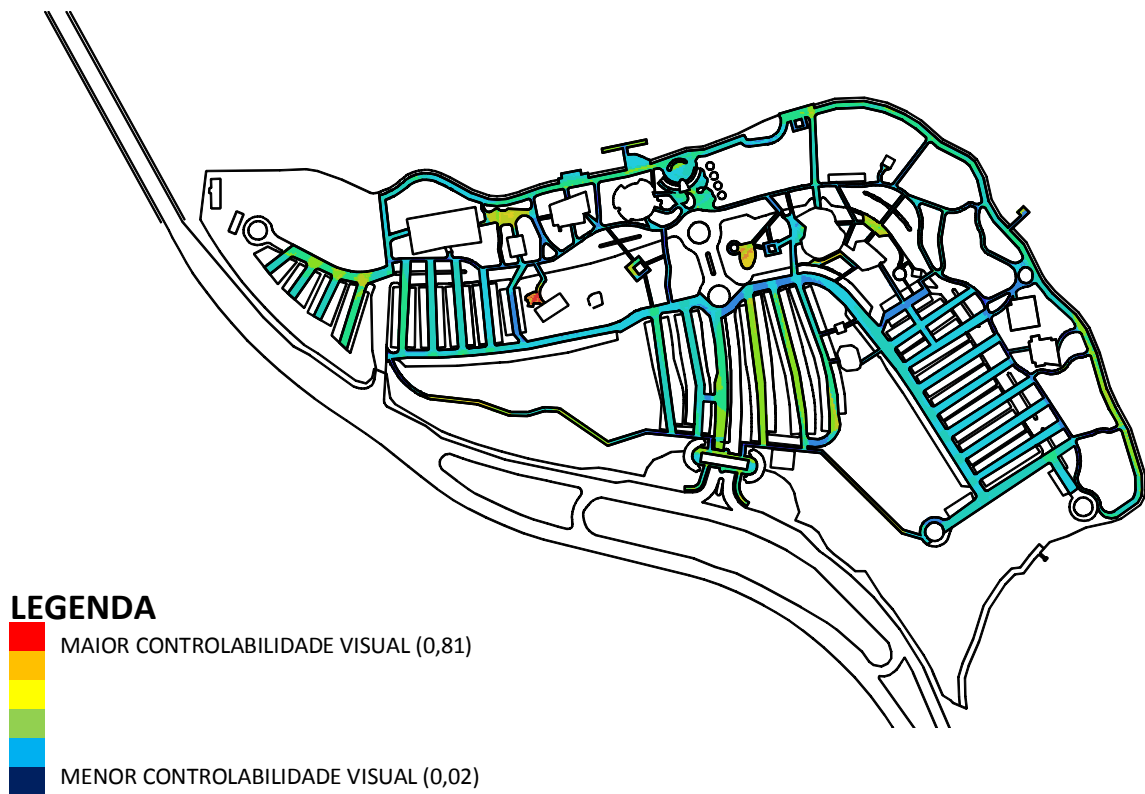 LEGENDA
MAIOR CONTROLABILIDADE VISUAL (0,81)
MENOR CONTROLABILIDADE VISUAL (0,02)